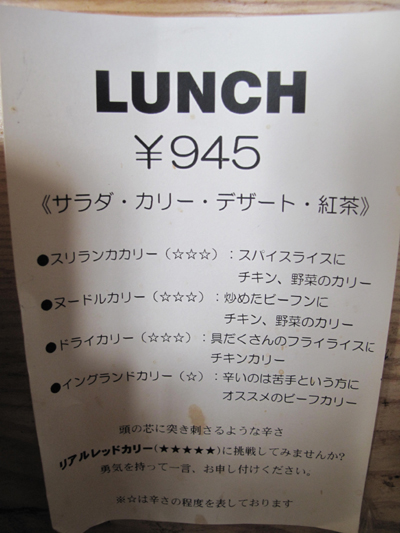 LUNCH
￥945
《サラダ・カリー・デザート・紅茶》
●スリランカカリー（☆☆☆）：スパイスライスに
チキン、野菜のカリー
●ヌードルカリー（☆☆☆）：炒めたビーフンに
チキン、野菜のカリー
●ドライカリー（☆☆☆）：具だくさんのフライライスに
チキンカリー
●イングランドカリー（☆）：辛いのは苦手という方に
オススメのビーフカリー
頭の芯に突き刺さるような辛さ
リアルレッドカリー(★★★★★)に挑戦してみませんか?
勇気を持って一言、お申し付けください。
※☆は辛さの程度を表しております